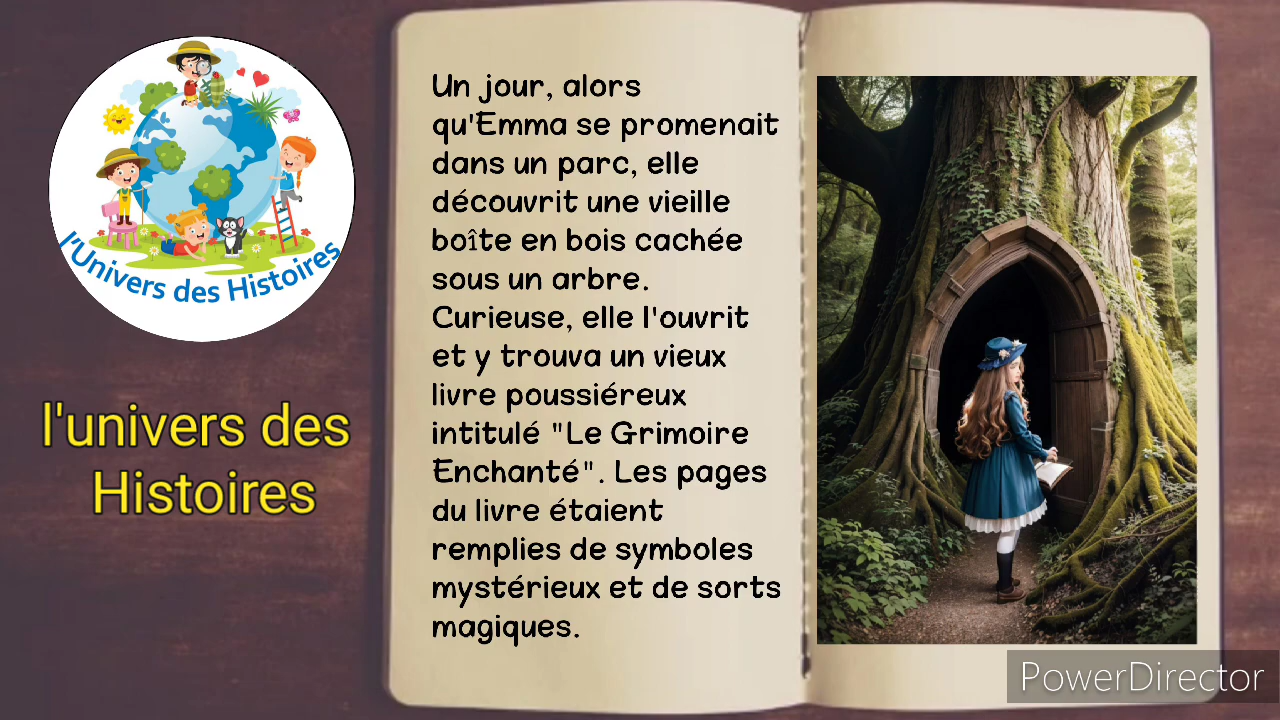 l'Univers des Histoires
l'univers des
Histoires
Un jour, alors
qu'Emma se promenait
dans un parc, elle
découvrit une vieille
boîte en bois cachée
sous un arbre.
Curieuse, elle l'ouvrit
et y trouva un vieux
livre poussiéreux
intitulé "Le Grimoire
Enchanté". Les pages
du livre étaient
remplies de symboles
mystérieux et de sorts
magiques.
PowerDirector